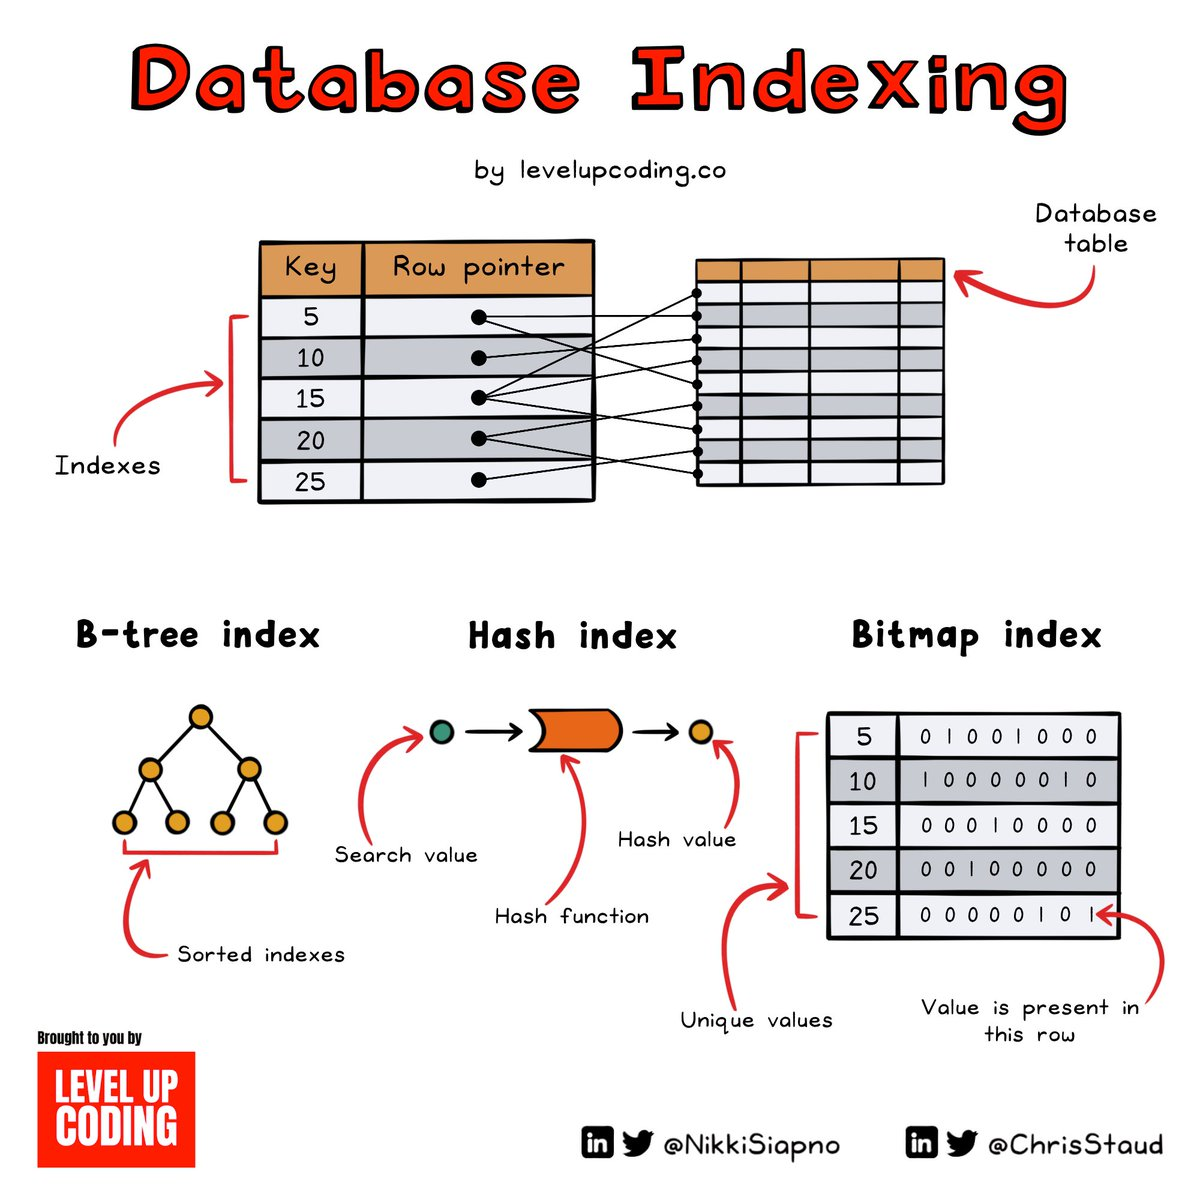 Database Indexing
by levelupcoding.co
Database
table
Key Row pointer
5
10
15
20
25
Indexes
B-tree index
Sorted indexes
Hash index
Search value
Hash function
Hash value
Bitmap index
5 0 1 0 0 1 0 0 0
10 1 0 0 0 0 0 1 0
15 0 0 0 1 0 0 0 0
20 0 0 1 0 0 0 0 0
25 0 0 0 0 0 1 0 1
Unique values
Value is present in
this row
Brought to you by
LEVEL UP
CODING
in @NikkiSiapno
in @ChrisStaud